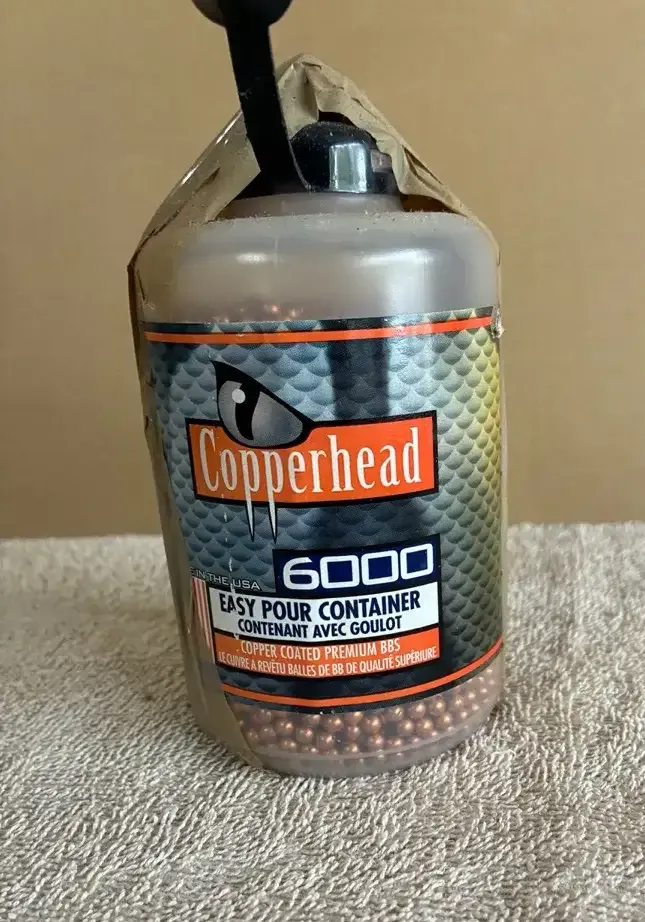 Copperhead
6000
E IN THE USA
EASY POUR CONTAINER
CONTENANT AVEC GOULOT
COPPER COATED PREMIUM BBS
LE CUIVRE A REVÊTU BALLES DE BB DE QUALITÉ SUPÉRIEURE